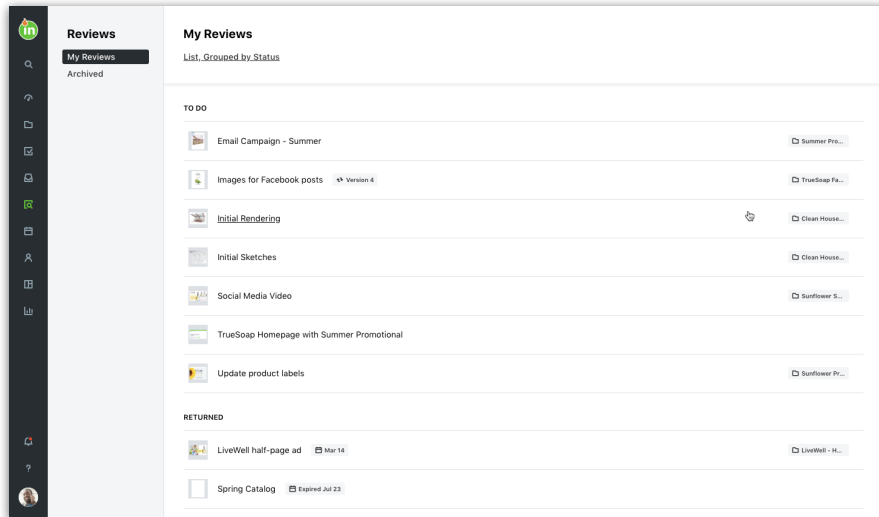 in
Reviews
My Reviews
Archived
My Reviews
List, Grouped by Status
TO DO
Email Campaign - Summer
Summer Pro...
Images for Facebook posts
Version 4
TrueSoap Fa...
Initial Rendering
Clean House...
Initial Sketches
Clean House...
Social Media Video
Sunflower S...
TrueSoap Homepage with Summer Promotional
Update product labels
Sunflower Pr...
RETURNED
LiveWell half-page ad
Mar 14
LiveWell - H...
Spring Catalog
Expired Jul 23
?